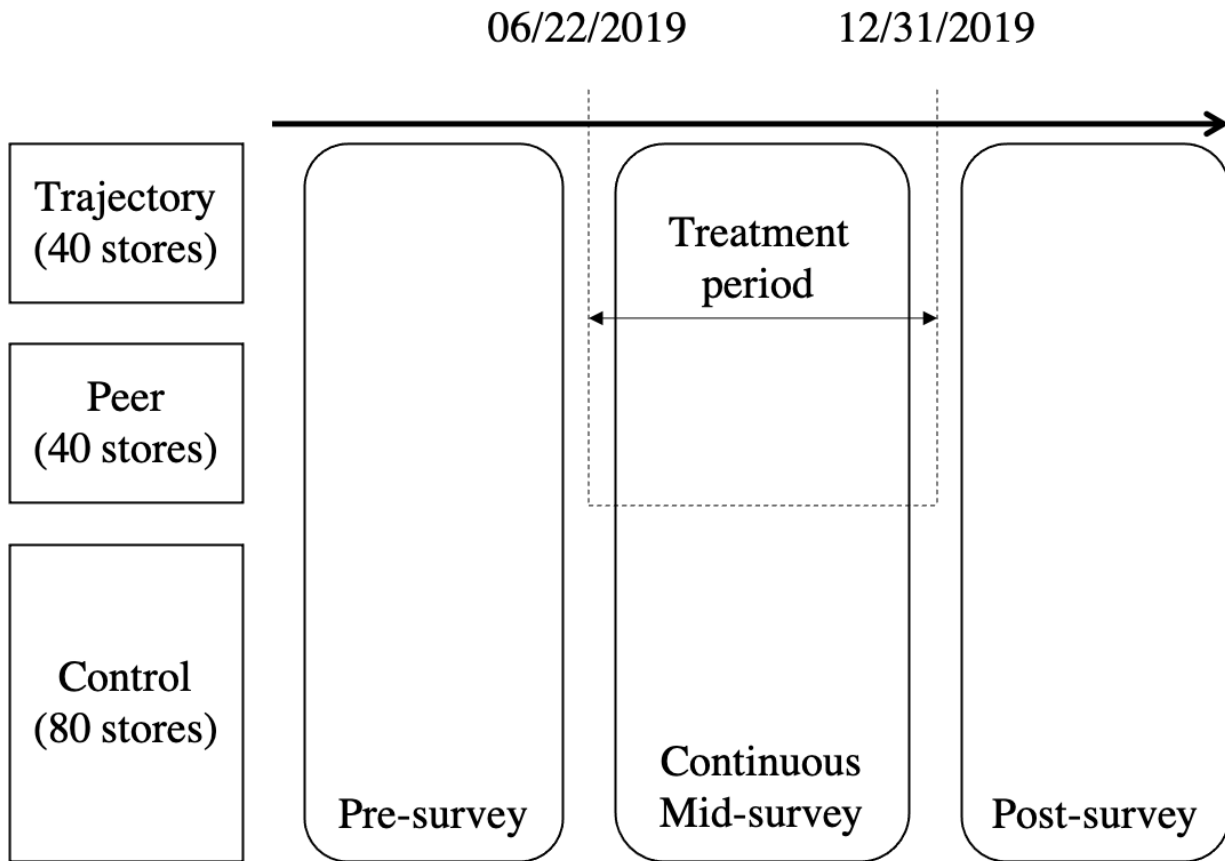 06/22/2019
12/31/2019
Trajectory
(40 stores)
Treatment
period
Peer
(40 stores)
Control
(80 stores)
Pre-survey
Continuous
Mid-survey
Post-survey